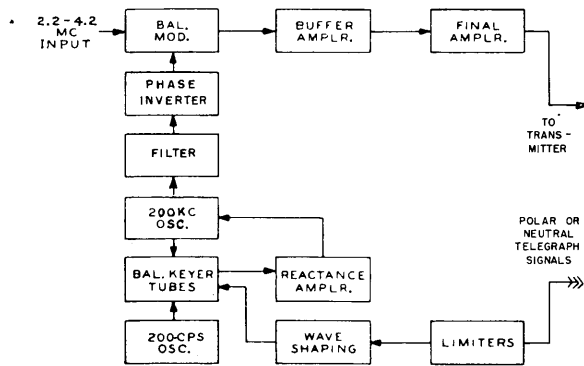 2.2-4.2
MC
INPUT
BAL.
MOD.
BUFFER
AMPLR.
FINAL
AMPLR.
TO
TRANS-
MITTER
PHASE
INVERTER
FILTER
200KC
OSC.
BAL. KEYER
TUBES
REACTANCE
AMPLR.
POLAR OR
NEUTRAL
TELEGRAPH
SIGNALS
200-CPS
OSC.
WAVE
SHAPING
LIMITERS